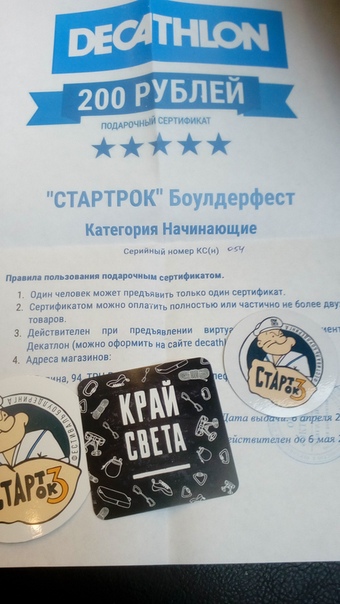 DECATHLON
200 РУБЛЕЙ
ПОДАРОЧНЫЙ СЕРТИФИКАТ
"СТАРТРОК" Боулдерфест
Категория Начинающие
Серийный номер КС(н) 054
Правила пользования подарочным сертификатом.
1. Один человек может предъявить только один сертификат.
2. Сертификатом можно оплатить полностью или частично не более двух
товаров.
3. Действителен при предъявлении
Декатлон (можно оформить на сайте
4. Адреса магазинов:
94, ТРЦ
СТАРТ
ОК3
КРАЙ
СВЕТА
Дата выдачи: апреля
действителен до 6 мая
СТАРТ
ОК3